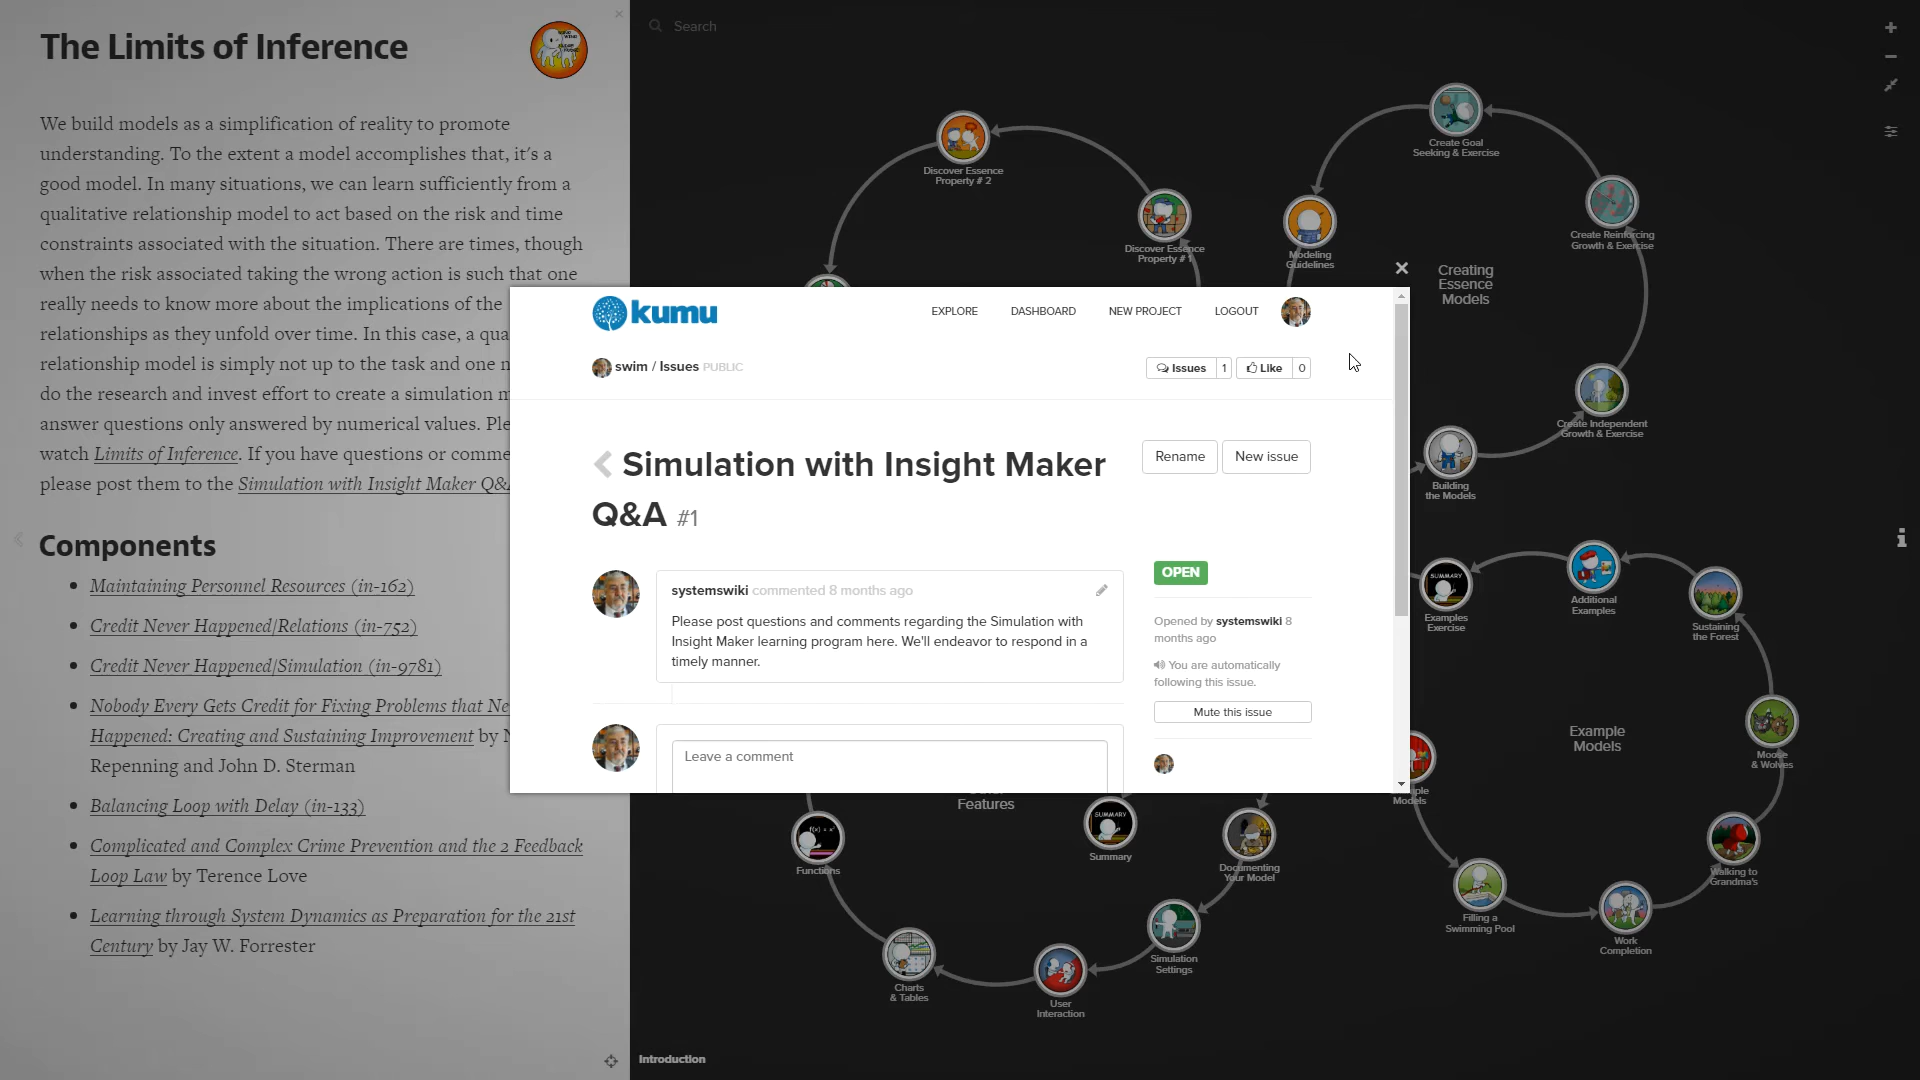 The Limits of Inference
We build models as a simplification of reality to promote
understanding. To the extent a model accomplishes that, it's a
good model. In many situations, we can learn sufficiently from a
qualitative relationship model to act based on the risk and time
constraints associated with the situation. There are times, though
when the risk associated taking the wrong action is such that one
really needs to know more about the implications of the
relationships as they unfold over time. In this case, a qua
relationship model is simply not up to the task and one m
do the research and invest effort to create a simulation m
answer questions only answered by numerical values. Ple
watch Limits of Inference. If you have questions or comme
please post them to the Simulation with Insight Maker Q&A
Components
Maintaining Personnel Resources (in-162)
Credit Never Happened/Relations (in-752)
Credit Never Happened/Simulation (in-9781)
Nobody Every Gets Credit for Fixing Problems that Ne
Happened: Creating and Sustaining Improvement by N
Repenning and John D. Sterman
Balancing Loop with Delay (in-133)
Complicated and Complex Crime Prevention and the 2 Feedback
Loop Law by Terence Love
Learning through System Dynamics as Preparation for the 21st
Century by Jay W. Forrester
Search
Discover Essence
Property # 2
Discover Essence
Property # 1
Create Goal
Seeking & Exercise
Modeling
Guidelines
Create Reinforcing
Growth & Exercise
Creating
Essence
Models
Create Independent
Growth & Exercise
Building
the Models
kumu
EXPLORE DASHBOARD NEW PROJECT LOGOUT
swim / Issues PUBLIC
Issues 1 Like 0
Simulation with Insight Maker
Q&A #1
Rename New issue
systemswiki commented 8 months ago
Please post questions and comments regarding the Simulation with
Insight Maker learning program here. We'll endeavor to respond in a
timely manner.
Leave a comment
OPEN
Opened by systemswiki 8
months ago
You are automatically
following this issue.
Mute this issue
SUMMARY
Examples
Exercise
Additional
Examples
Sustaining
the Forest
Example
Models
Moose
& Wolves
Models
Walking to
Grandma's
Filling a
Swimming Pool
Work
Completion
Features
f(x) = x²
Functions
SUMMARY
Summary
Documenting
Your Model
Simulation
Settings
Charts
& Tables
User
Interaction
Introduction